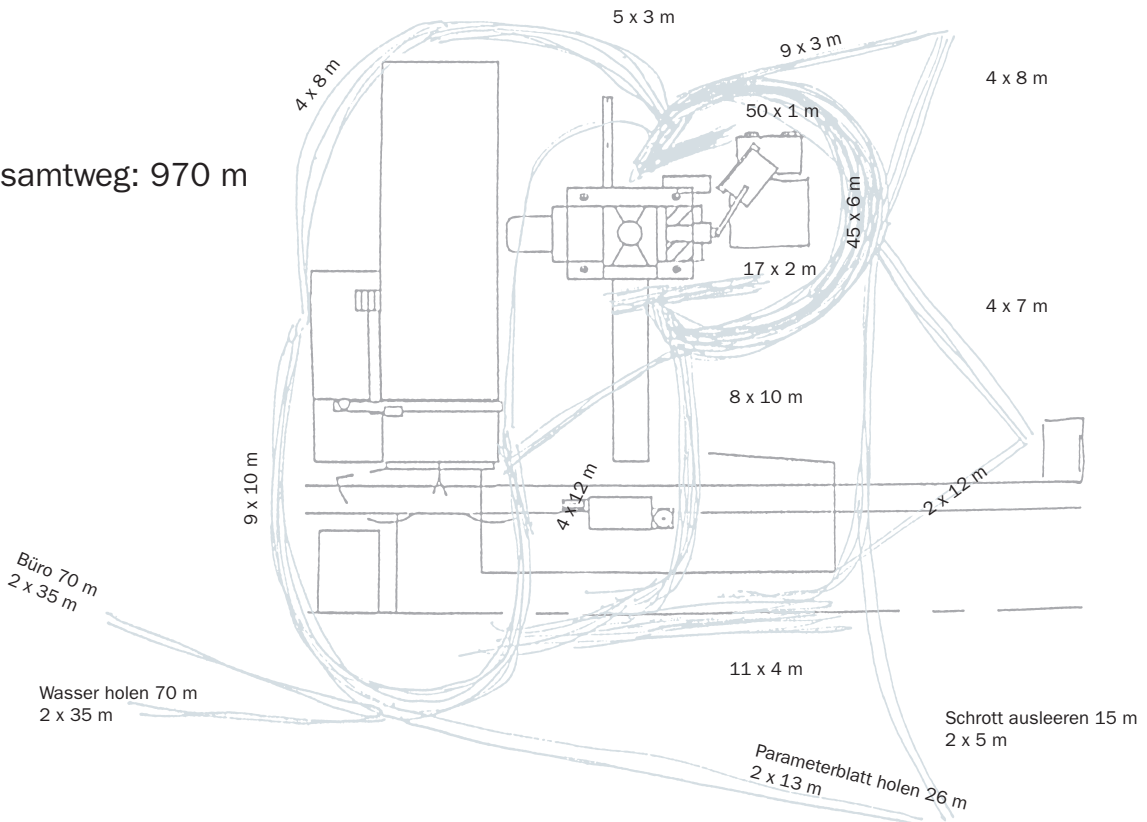 5 x 3 m
9 x 3 m
4 x 8 m
4 x 8 m
50 x 1 m
samtweg: 970 m
45 x 6 m
17 x 2 m
4 x 7 m
8 x 10 m
9 x 10 m
4 x 12 m
2 x 12 m
Büro 70 m
2 x 35 m
11 x 4 m
Wasser holen 70 m
2 x 35 m
Schrott ausleeren 15 m
2 x 5 m
Parameterblatt holen 26 m
2 x 13 m